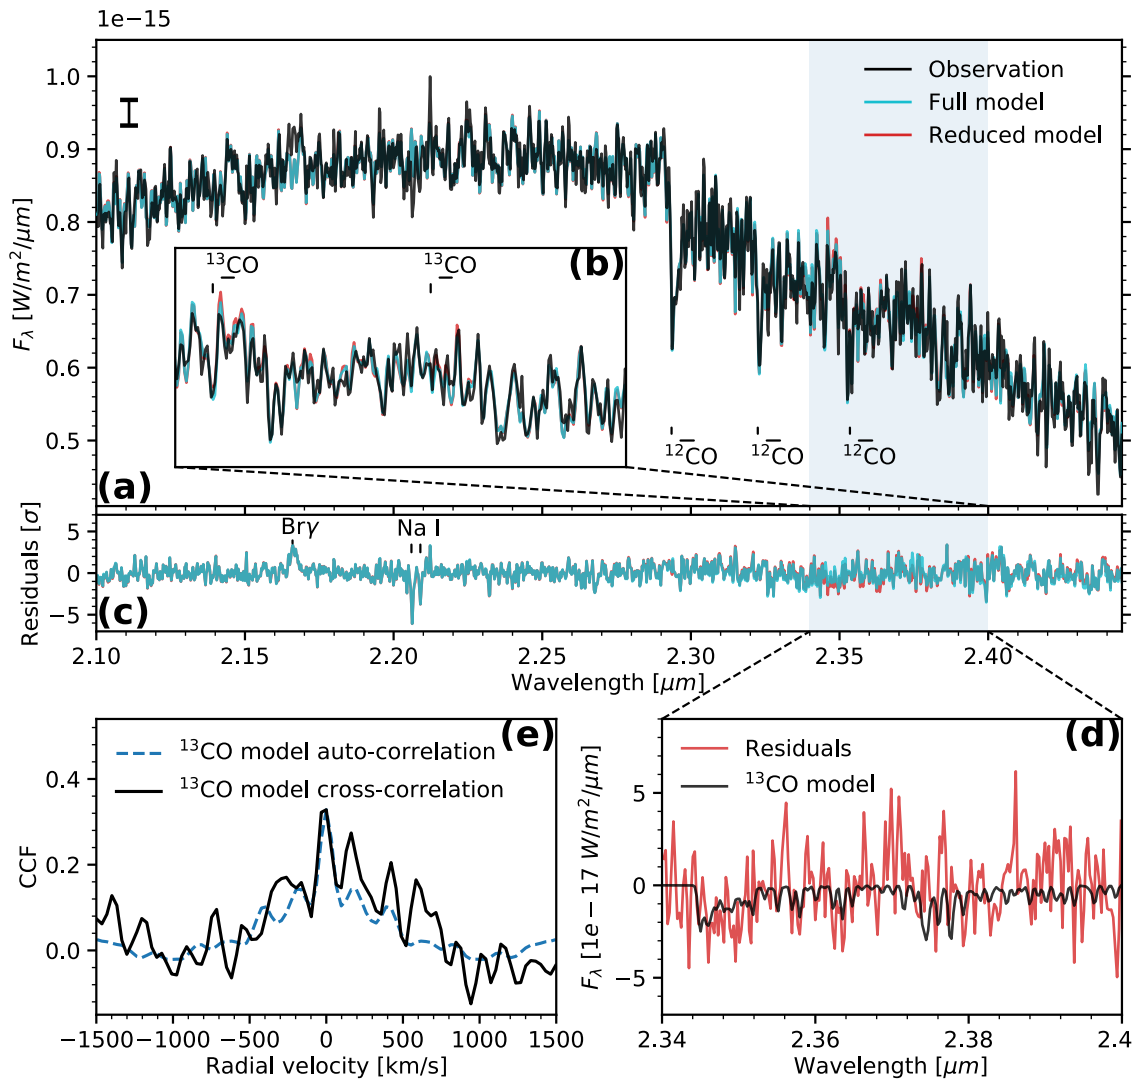 1e−15
Observation
Full model
Reduced model
1.0
0.9
0.8
0.7
0.6
0.5
F_λ [W/m²/μm]
(b)
¹³CO ¹³CO
¹²CO ¹²CO ¹²CO
(a)
Residuals [σ]
5
0
−5
Brγ Na I
(c)
2.10 2.15 2.20 2.25 2.30 2.35 2.40
Wavelength [μm]
(e)
¹³CO model auto-correlation
¹³CO model cross-correlation
CCF
0.4
0.2
0.0
−1500 −1000 −500 0 500 1000 1500
Radial velocity [km/s]
(d)
Residuals
¹³CO model
F_λ [1e − 17 W/m²/μm]
5
0
−5
2.34 2.36 2.38 2.4
Wavelength [μm]